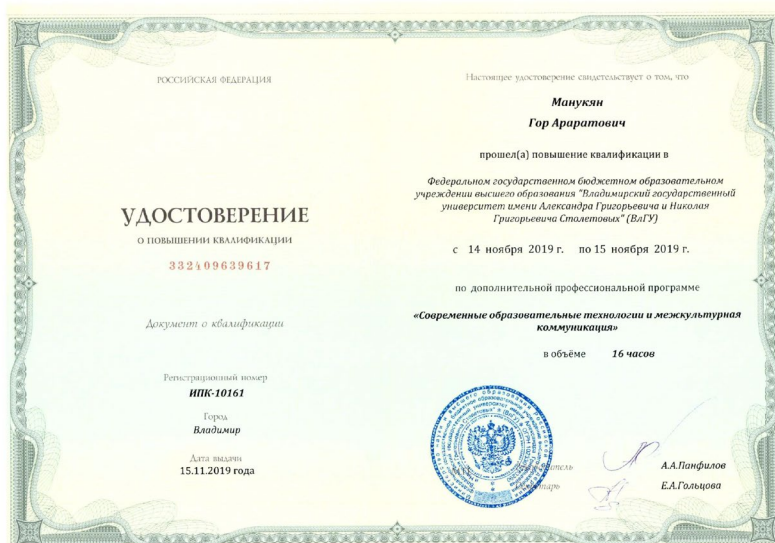 РОССИЙСКАЯ ФЕДЕРАЦИЯ
УДОСТОВЕРЕНИЕ
О ПОВЫШЕНИИ КВАЛИФИКАЦИИ
332409639617
Документ о квалификации
Регистрационный номер
ИПК-10161
Город
Владимир
Дата выдачи
15.11.2019 года
Настоящее удостоверение свидетельствует о том, что
Манукян
Гор Араратович
прошел(а) повышение квалификации в
Федеральном государственном бюджетном образовательном
учреждении высшего образования "Владимирский государственный
университет имени Александра Григорьевича и Николая
Григорьевича Столетовых" (ВлГУ)
с 14 ноября 2019 г. по 15 ноября 2019 г.
по дополнительной профессиональной программе
«Современные образовательные технологии и межкультурная
коммуникация»
в объёме 16 часов
А.А.Панфилов
Е.А.Гольцова